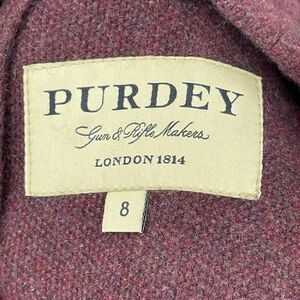 PURDEY
Gun & Rifle Makers
LONDON 1814
8